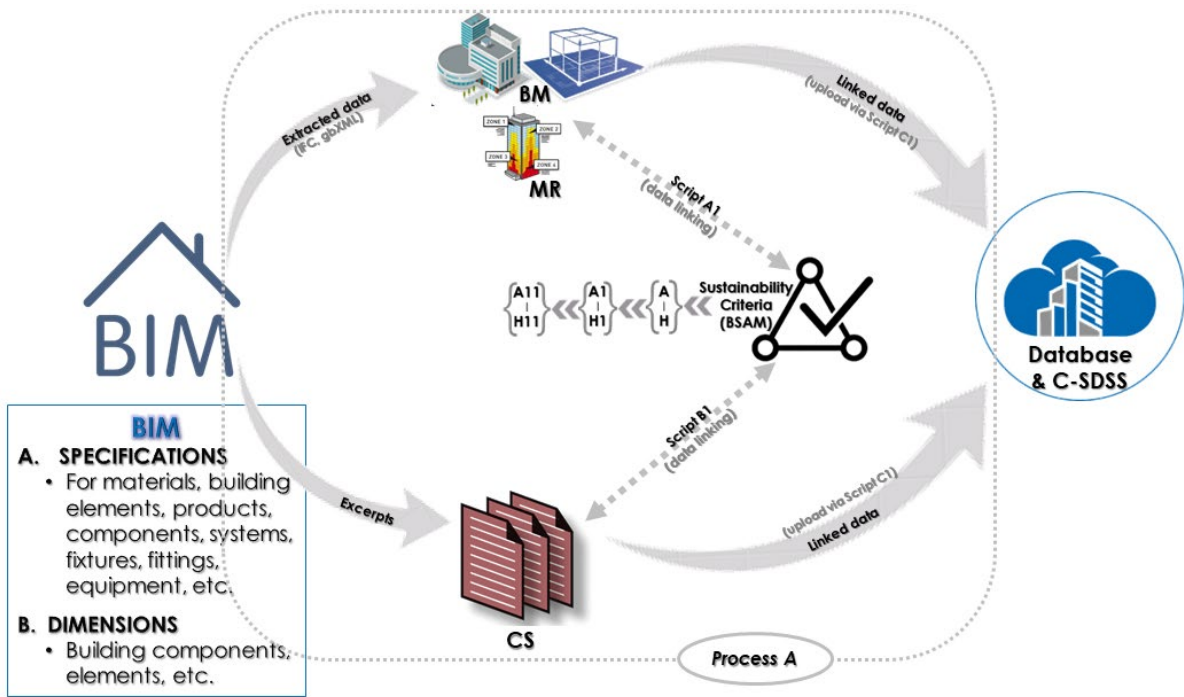 BM
ZONE 1
ZONE 2
ZONE 3
ZONE 4
MR
Extracted data
(IFC, gbXML)
Linked data
(upload via Script C1)
Script A1
(data linking)
BIM
Sustainability
Criteria
(BSAM)
A
H
A1
H1
A11
H11
Database
& C-SDSS
BIM
A. SPECIFICATIONS
• For materials, building
elements, products,
components, systems,
fixtures, fittings,
equipment, etc.
B. DIMENSIONS
• Building components,
elements, etc.
Excerpts
Script B1
(data linking)
(upload via Script C1)
Linked data
CS
Process A